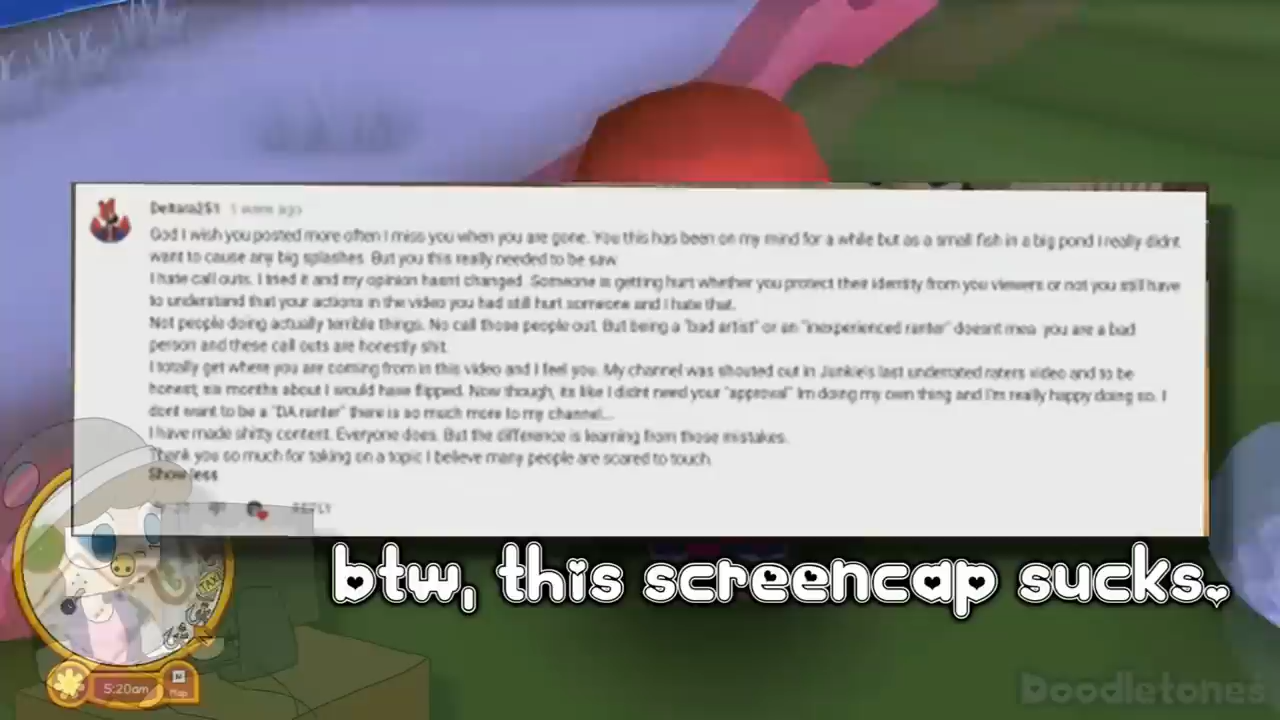 Deltara251 1 week ago
God I wish you posted more often I miss you when you are gone. You this has been on my mind for a while but as a small fish in a big pond I really didnt
want to cause any big splashes. But you this really needed to be saw.
I hate call outs. I tried it and my opinion hasnt changed. Someone is getting hurt whether you protect their identity from you viewers or not you still have
to understand that your actions in the video you had still hurt someone and I hate that.
Not people doing actually terrible things. No call those people out. But being a "bad artist" or an "inexperienced ranter" doesnt mea you are a bad
person and these call outs are honestly shit.
I totally get where you are coming from in this video and I feel you. My channel was shouted out in Junkie's last underrated raters video and to be
honest, six months about I would have flipped. Now though, its like I didnt need your "approval" Im doing my own thing and I'm really happy doing so. I
dont want to be a "DA ranter" there is so much more to my channel...
I have made shitty content. Everyone does. But the difference is learning from those mistakes.
Thank you so much for taking on a topic I believe many people are scared to touch.
Show less
REPLY
btw, this screencap sucks.
TAXI
5:20am
Map
Doodletones